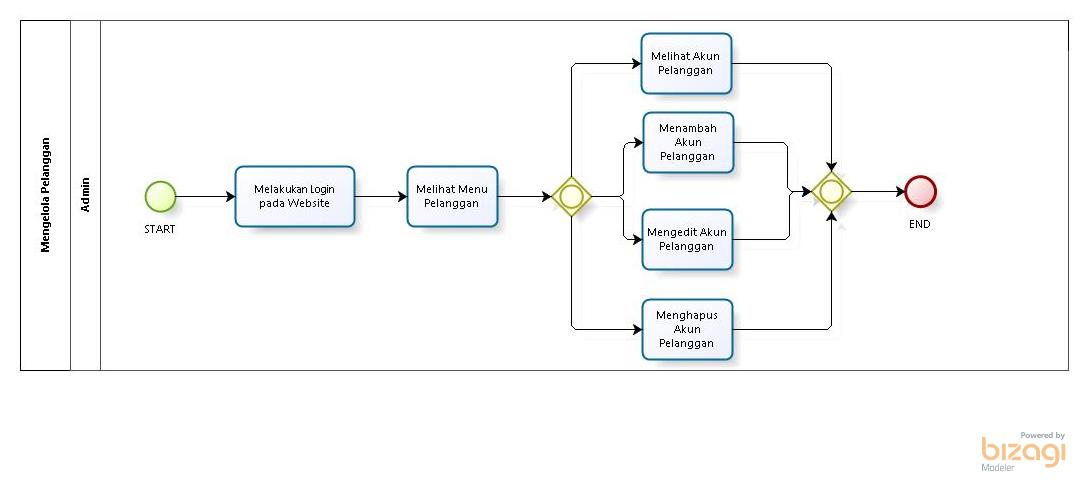 Mengelola Pelanggan
Admin
START
Melakukan Login
pada Website
Melihat Menu
Pelanggan
Melihat Akun
Pelanggan
Menambah
Akun
Pelanggan
Mengedit Akun
Pelanggan
Menghapus
Akun
Pelanggan
END
Powered by
bizagi
Modeler